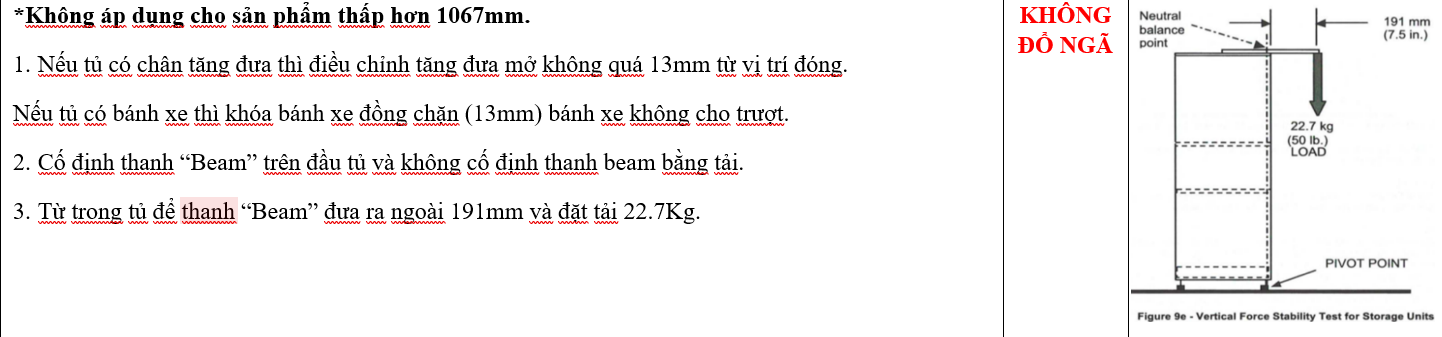 *Không áp dụng cho sản phẩm thấp hơn 1067mm.
1. Nếu tủ có chân tăng đưa thì điều chỉnh tăng đưa mở không quá 13mm từ vị trí đóng.
Nếu tủ có bánh xe thì khóa bánh xe đồng chặn (13mm) bánh xe không cho trượt.
2. Cố định thanh “Beam” trên đầu tủ và không cố định thanh beam bằng tải.
3. Từ trong tủ để thanh “Beam” đưa ra ngoài 191mm và đặt tải 22.7Kg.
KHÔNG
ĐỔ NGÃ
Neutral
balance
point
191 mm
(7.5 in.)
22.7 kg
(50 lb.)
LOAD
PIVOT POINT
Figure 9e - Vertical Force Stability Test for Storage Units